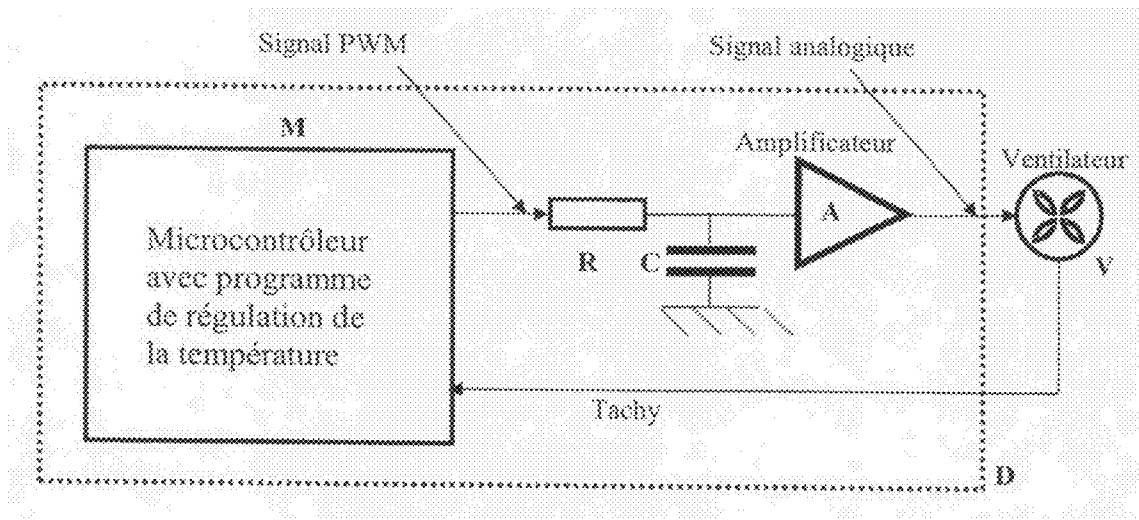 Signal PWM
Signal analogique
M
Amplificateur
Ventilateur
A
Microcontrôleur
avec programme
de régulation de
la température
R
C
V
Tachy
D